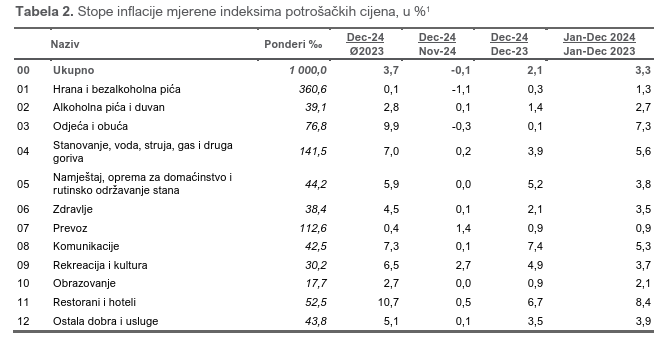 Tabela 2. Stope inflacije mjerene indeksima potrošačkih cijena, u %¹
Naziv Ponderi ‰ Dec-24 Dec-24 Dec-24 Jan-Dec 2024
Ø2023 Nov-24 Dec-23 Jan-Dec 2023
00 Ukupno 1 000,0 3,7 -0,1 2,1 3,3
01 Hrana i bezalkoholna pića 360,6 0,1 -1,1 0,3 1,3
02 Alkoholna pića i duvan 39,1 2,8 0,1 1,4 2,7
03 Odjeća i obuća 76,8 9,9 -0,3 0,1 7,3
04 Stanovanje, voda, struja, gas i druga
goriva 141,5 7,0 0,2 3,9 5,6
05 Namještaj, oprema za domaćinstvo i
rutinsko održavanje stana 44,2 5,9 0,0 5,2 3,8
06 Zdravlje 38,4 4,5 0,1 2,1 3,5
07 Prevoz 112,6 0,4 1,4 0,9 0,9
08 Komunikacije 42,5 7,3 0,1 7,4 5,3
09 Rekreacija i kultura 30,2 6,5 2,7 4,9 3,7
10 Obrazovanje 17,7 2,7 0,0 0,9 2,1
11 Restorani i hoteli 52,5 10,7 0,5 6,7 8,4
12 Ostala dobra i usluge 43,8 5,1 0,1 3,5 3,9